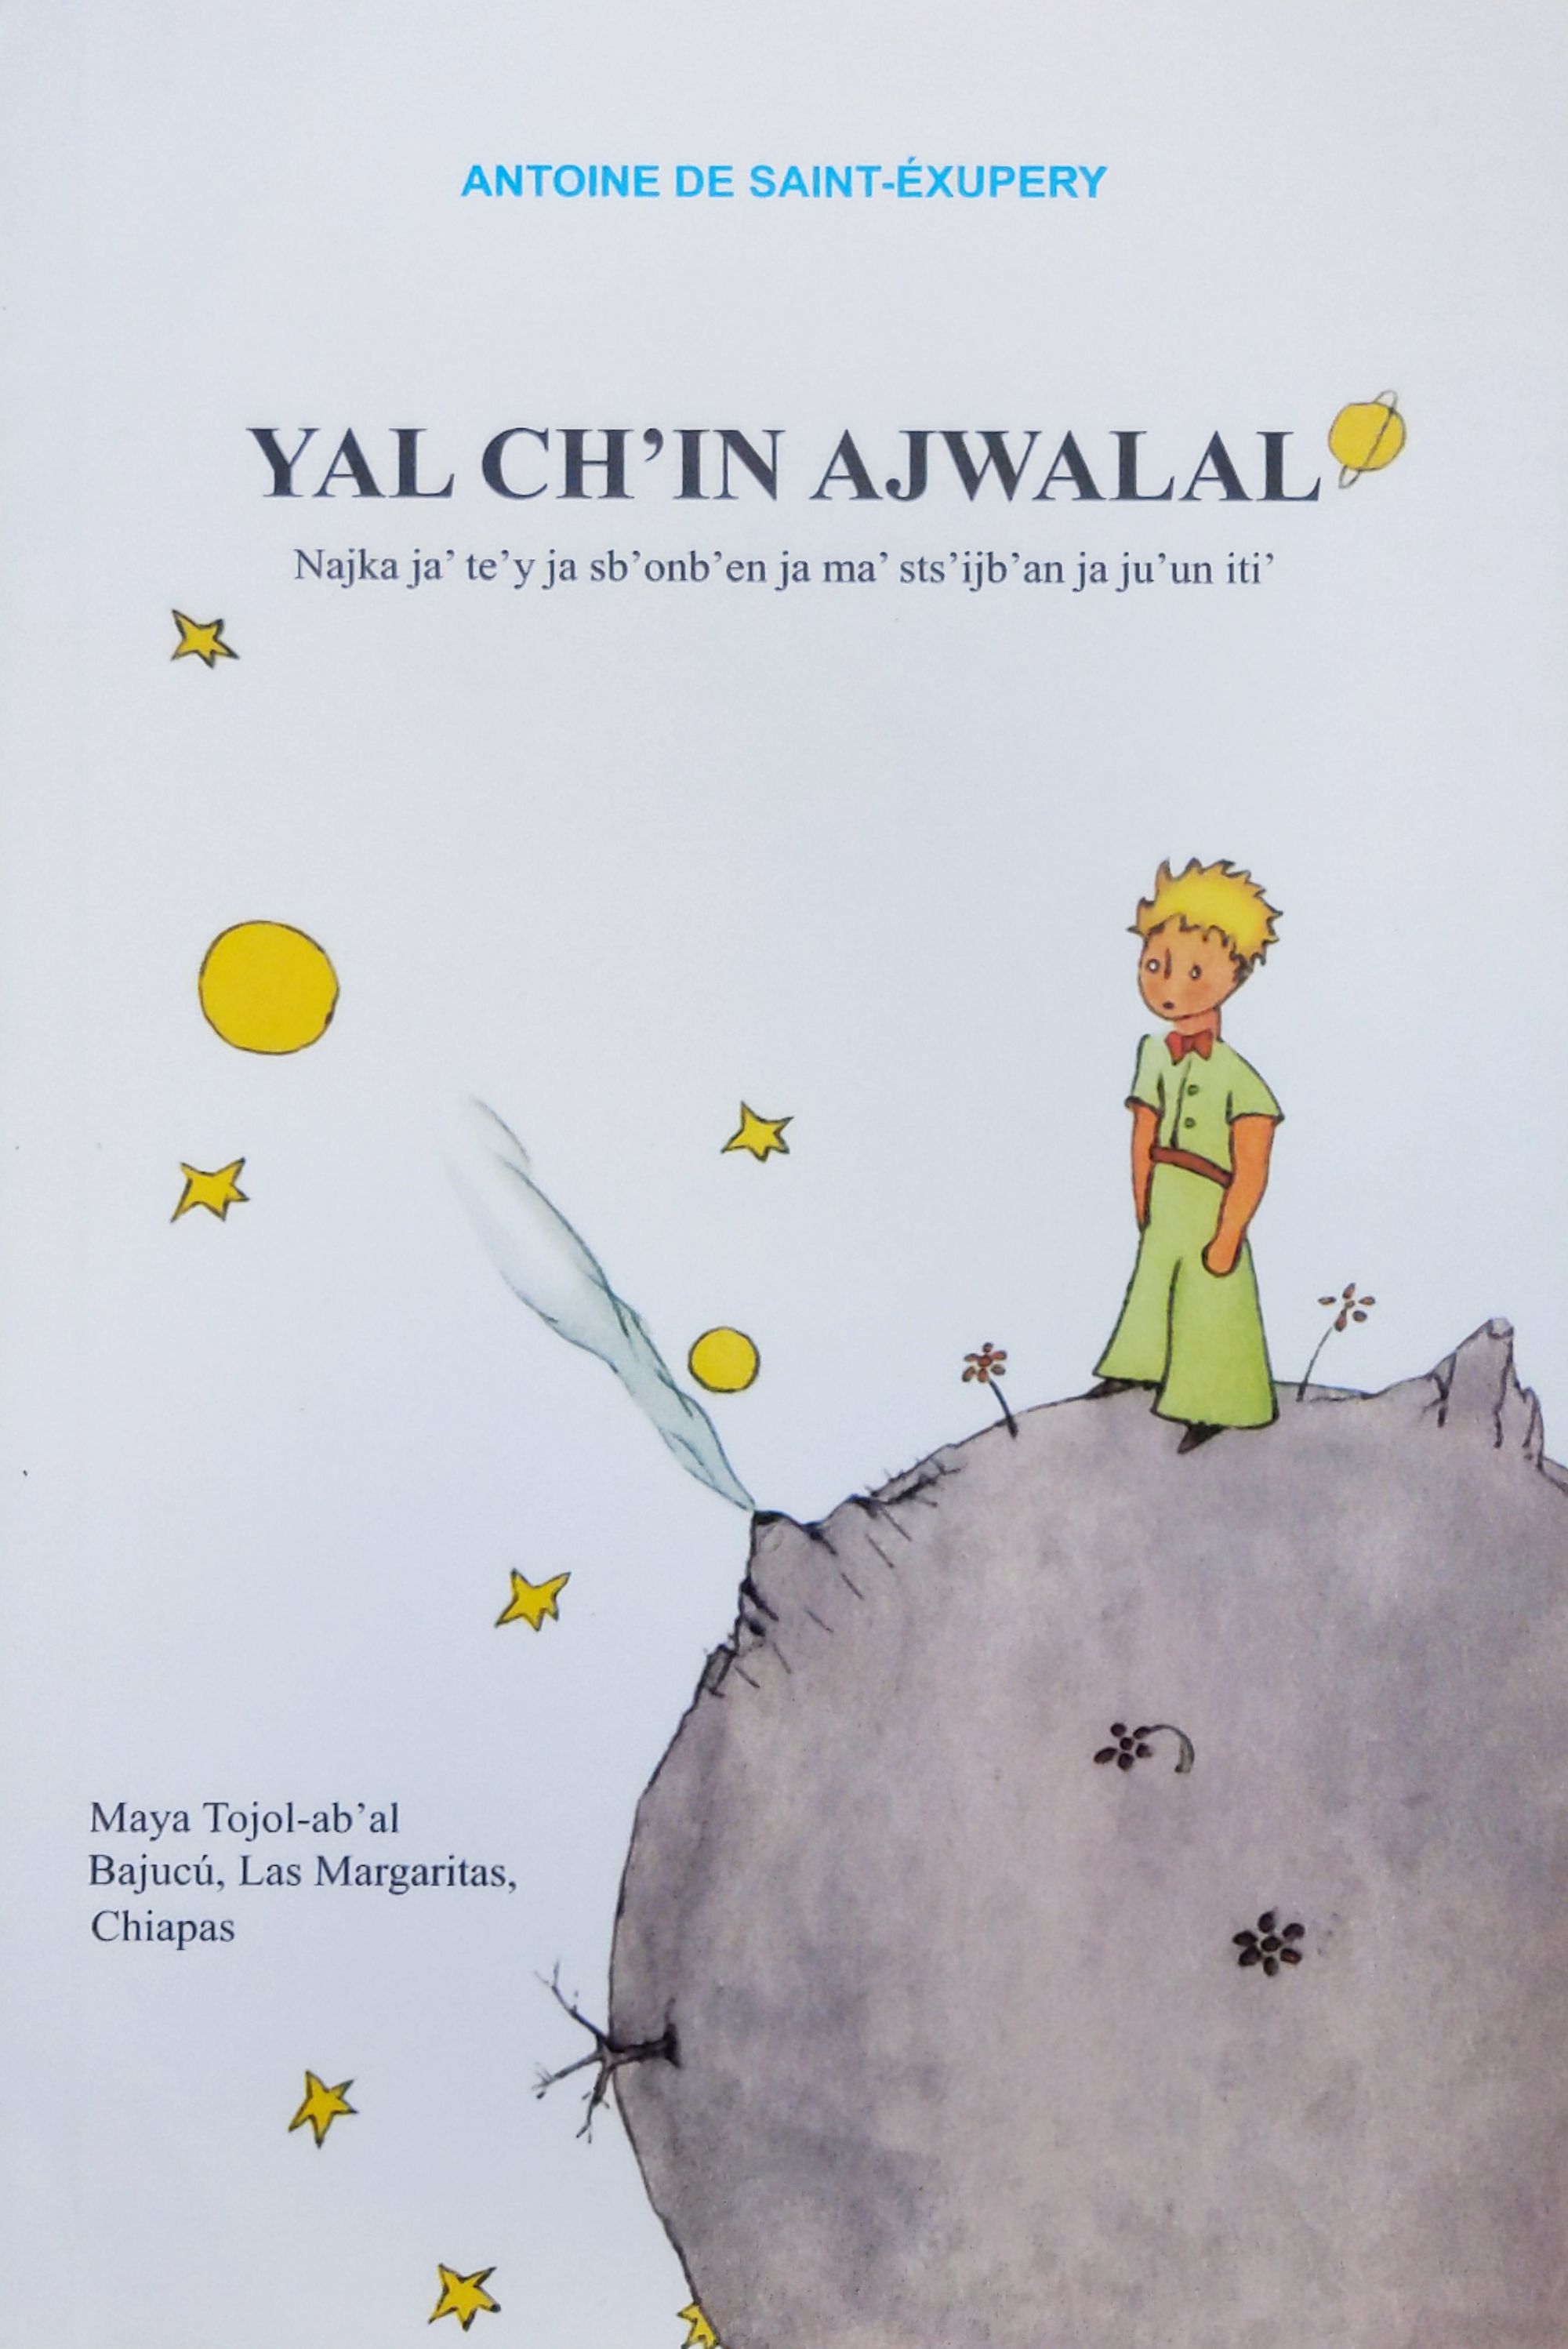 ANTOINE DE SAINT-ÉXUPERY
YAL CH’IN AJWALAL
Najka ja’ te’y ja sb’onb’en ja ma’ sts’ijb’an ja ju’un iti’
Maya Tojol-ab’al
Bajucú, Las Margaritas,
Chiapas